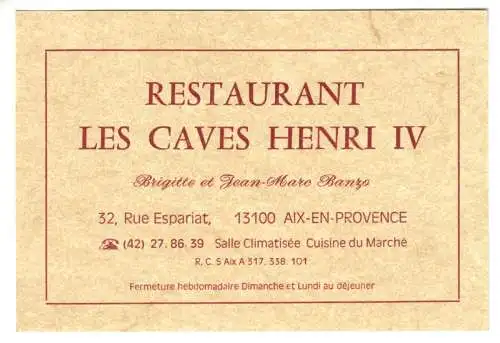 RESTAURANT
LES CAVES HENRI IV
Brigitte et Jean-Marc Banzo
32, Rue Espariat, 13100 AIX-EN-PROVENCE
☎ (42) 27. 86. 39 Salle Climatisée Cuisine du Marché
R. C. S Aix A 317. 338. 101
Fermeture hebdomadaire Dimanche et Lundi au déjeuner